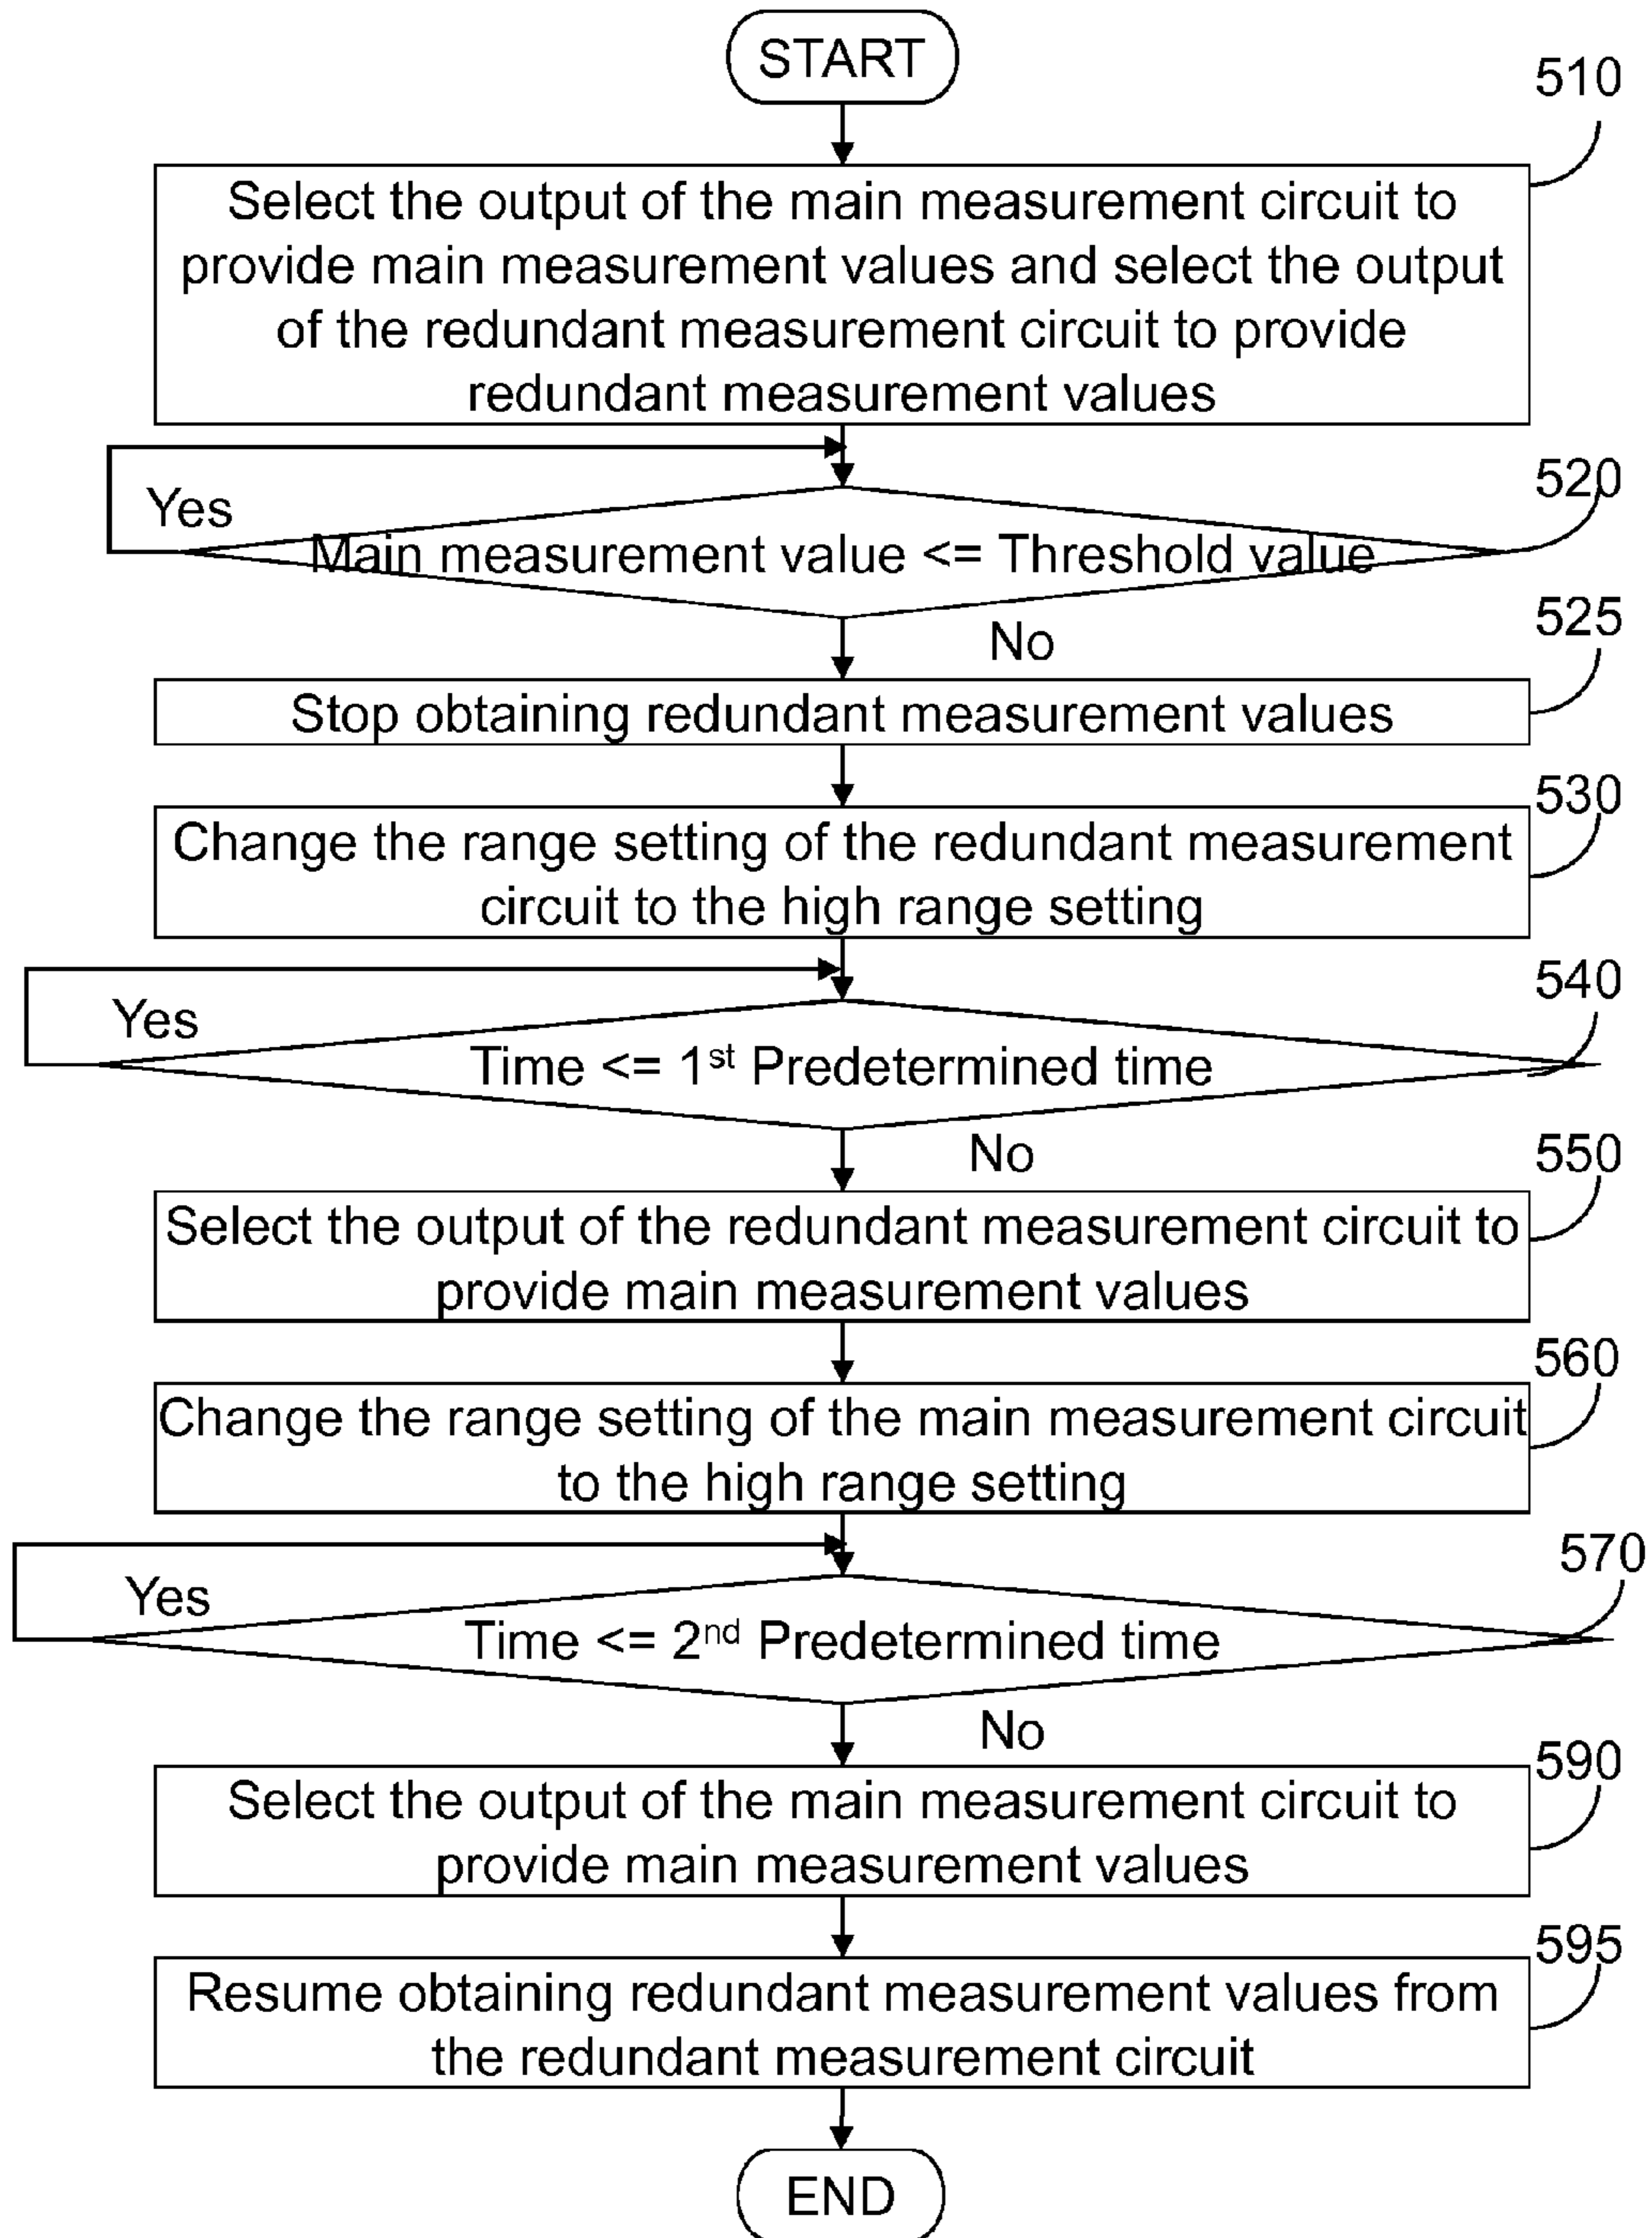 START
510
Select the output of the main measurement circuit to
provide main measurement values and select the output
of the redundant measurement circuit to provide
redundant measurement values
520
Yes
Main measurement value <= Threshold value
No
525
Stop obtaining redundant measurement values
530
Change the range setting of the redundant measurement
circuit to the high range setting
540
Yes
Time <= 1st Predetermined time
No
550
Select the output of the redundant measurement circuit to
provide main measurement values
560
Change the range setting of the main measurement circuit
to the high range setting
570
Yes
Time <= 2nd Predetermined time
No
590
Select the output of the main measurement circuit to
provide main measurement values
595
Resume obtaining redundant measurement values from
the redundant measurement circuit
END